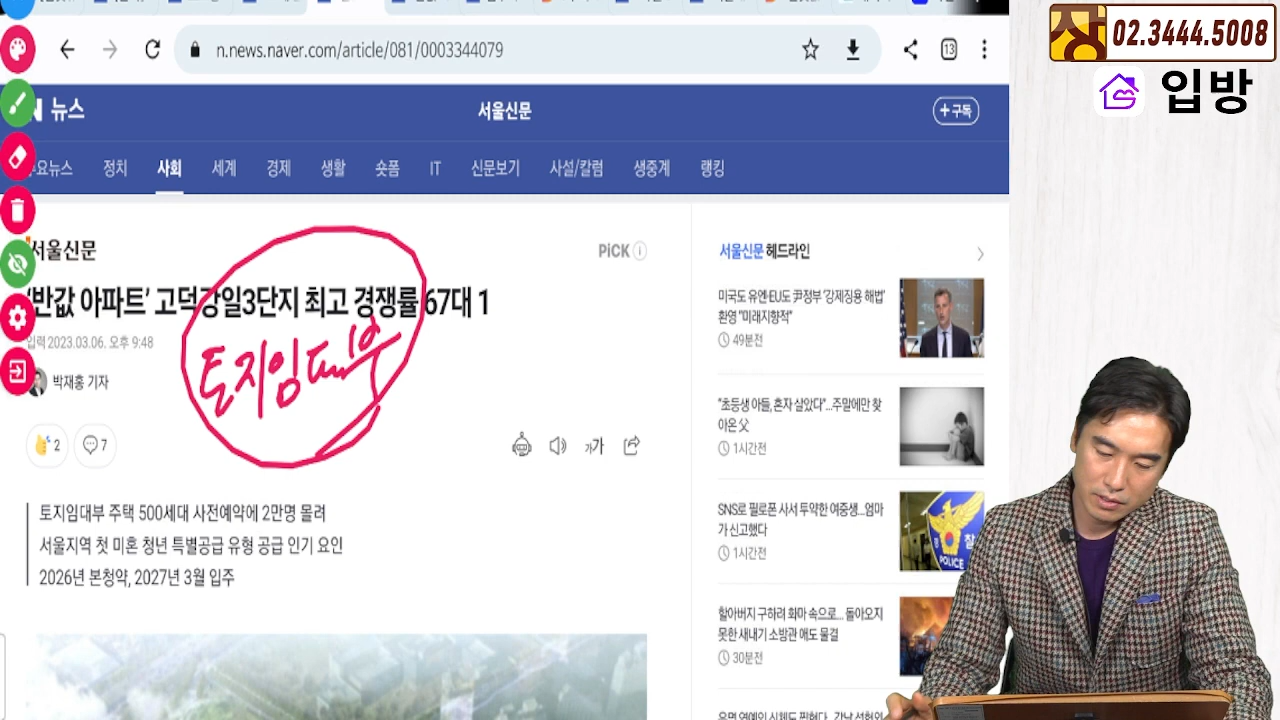 n.news.naver.com/article/081/0003344079
13
상 02.3444.5008
입방
뉴스
서울신문
+구독
정치 사회 세계 경제 생활 숏폼 IT 신문보기 사설/칼럼 생중계 랭킹
서울신문
PiCK
'반값 아파트' 고덕강일3단지 최고 경쟁률 67대 1
입력 2023.03.06. 오후 9:48
박재홍 기자
토지임대부
2
7
가가
토지임대부 주택 500세대 사전예약에 2만명 몰려
서울지역 첫 미혼 청년 특별공급 유형 공급 인기 요인
2026년 본청약, 2027년 3월 입주
서울신문 헤드라인
미국도 유엔·EU도 尹정부 '강제징용 해법'
환영 "미래지향적"
49분전
"초등생 아들, 혼자 살았다"...주말에만 찾
아온 父
1시간전
SNS로 필로폰 사서 투약한 여중생...엄마
가 신고했다
1시간전
POLICE
할아버지 구하려 화마 속으로... 돌아오지
못한 새내기 소방관 애도 물결
30분전